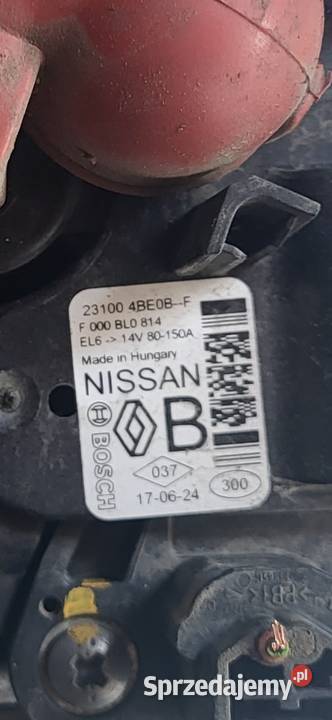 23100 4BE0B--F
F 000 BL0 814
EL6 -> 14V 80-150A
Made in Hungary
NISSAN
BOSCH
B
037
300
17-06-24
>PBT
Sprzedajemy.pl